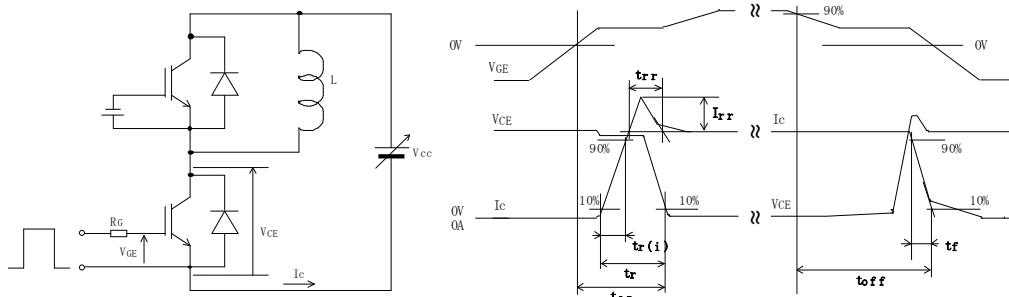 L
Vcc
RG
VGE
VCE
Ic
0V
VGE
trr
Irr
VCE
90%
10%
10%
Ic
0V
0A
tr(i)
tr
90%
0V
Ic
90%
VCE
10%
tf
toff